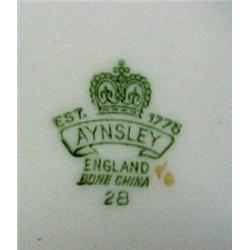 EST. 1775
AYNSLEY
ENGLAND
BONE CHINA
28